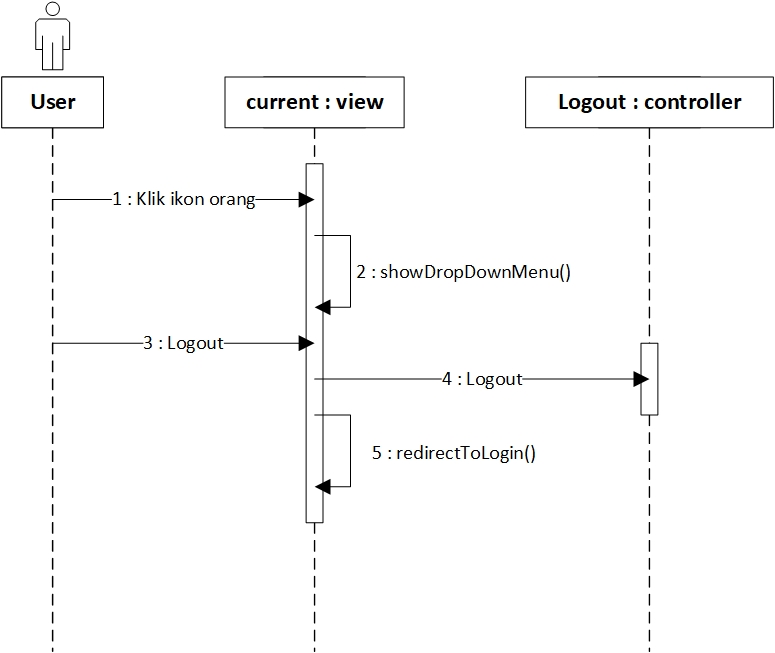 User
current : view
Logout : controller
1 : Klik ikon orang
2 : showDropDownMenu()
3 : Logout
4 : Logout
5 : redirectToLogin()